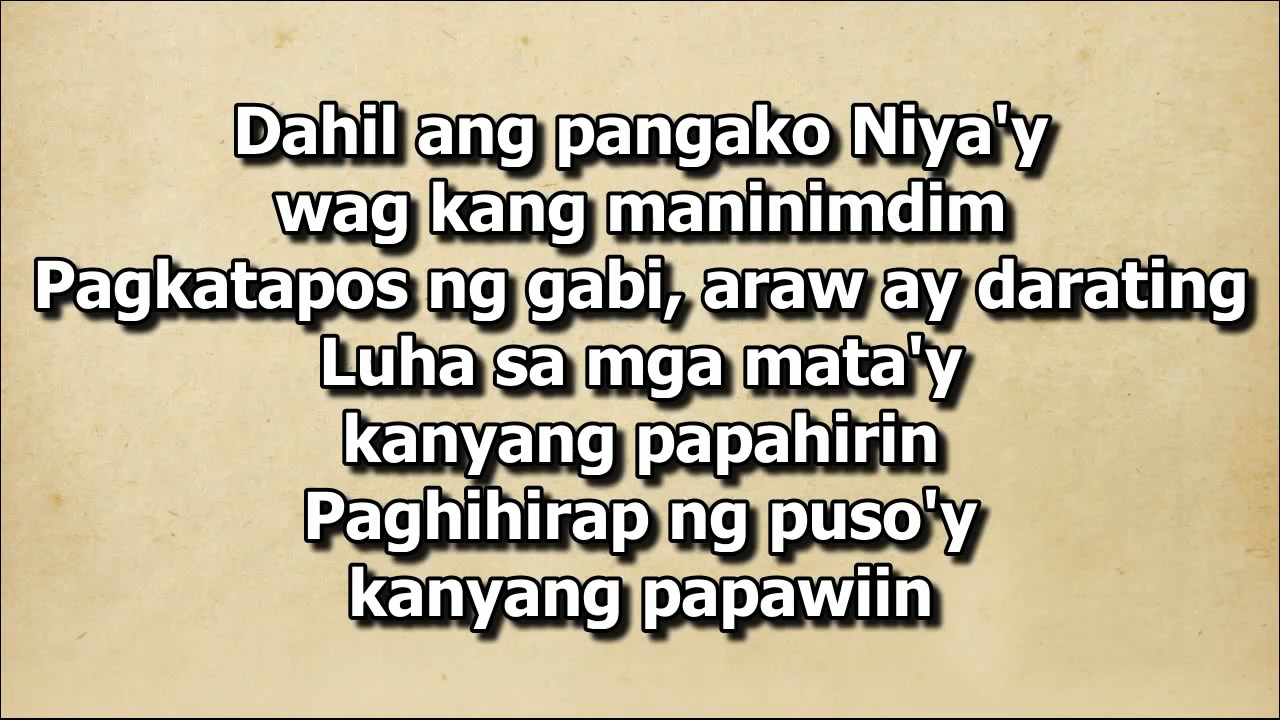 Dahil ang pangako Niya'y
wag kang maninimdim
Pagkatapos ng gabi, araw ay darating
Luha sa mga mata'y
kanyang papahirin
Paghihirap ng puso'y
kanyang papawiin